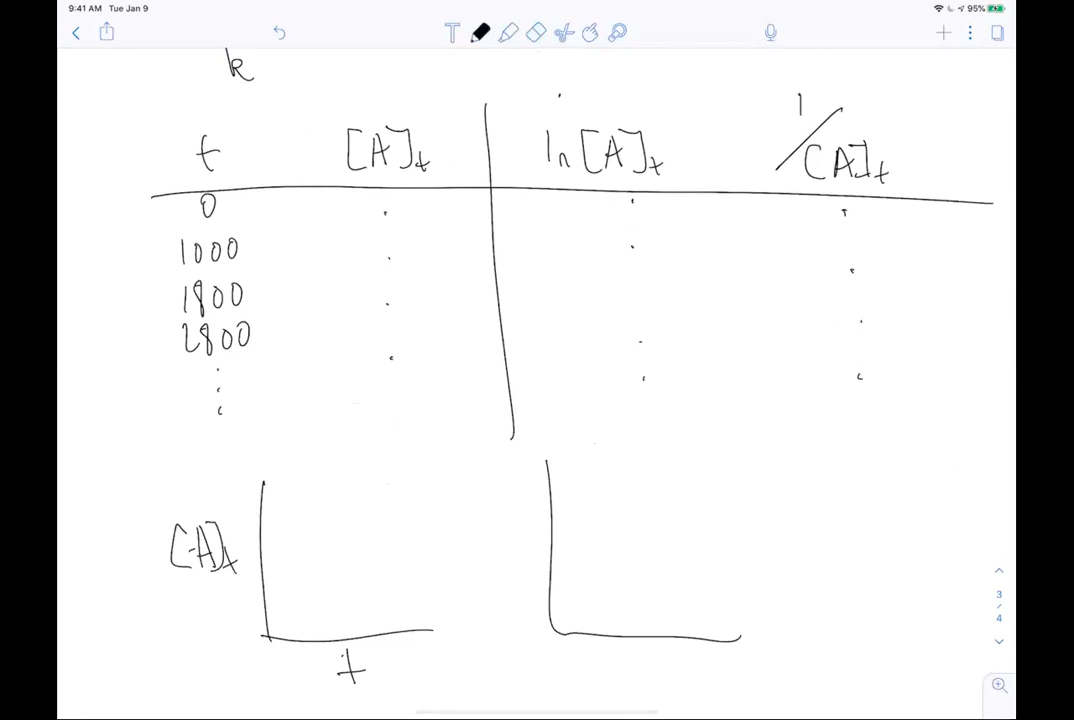 9:41 AM Tue Jan 9
95%
T
k
t [A]t ln[A]t 1/[A]t
0
1000
1800
2800
[A]t
t
3
/
4